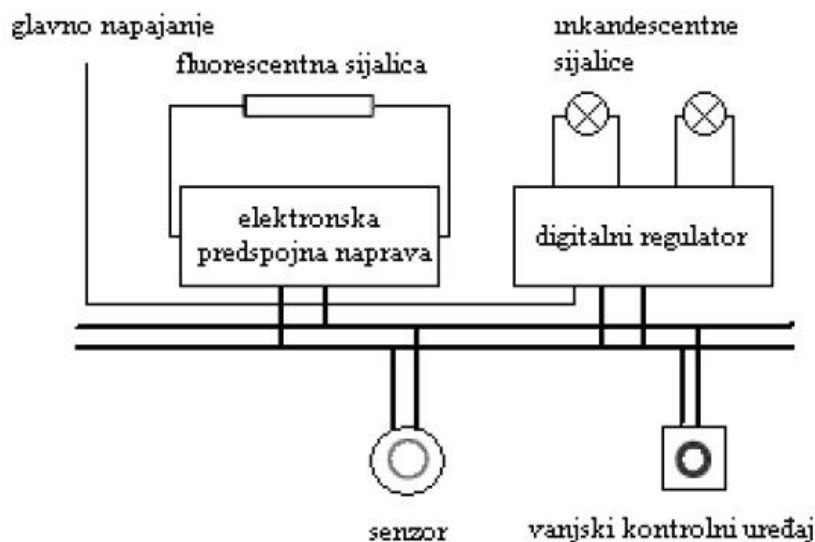 glavno napajanje
fluorescentna sijalica
inkandescentne
sijalice
elektronska
predspojna naprava
digitalni regulator
senzor
vanjski kontrolni uređaj